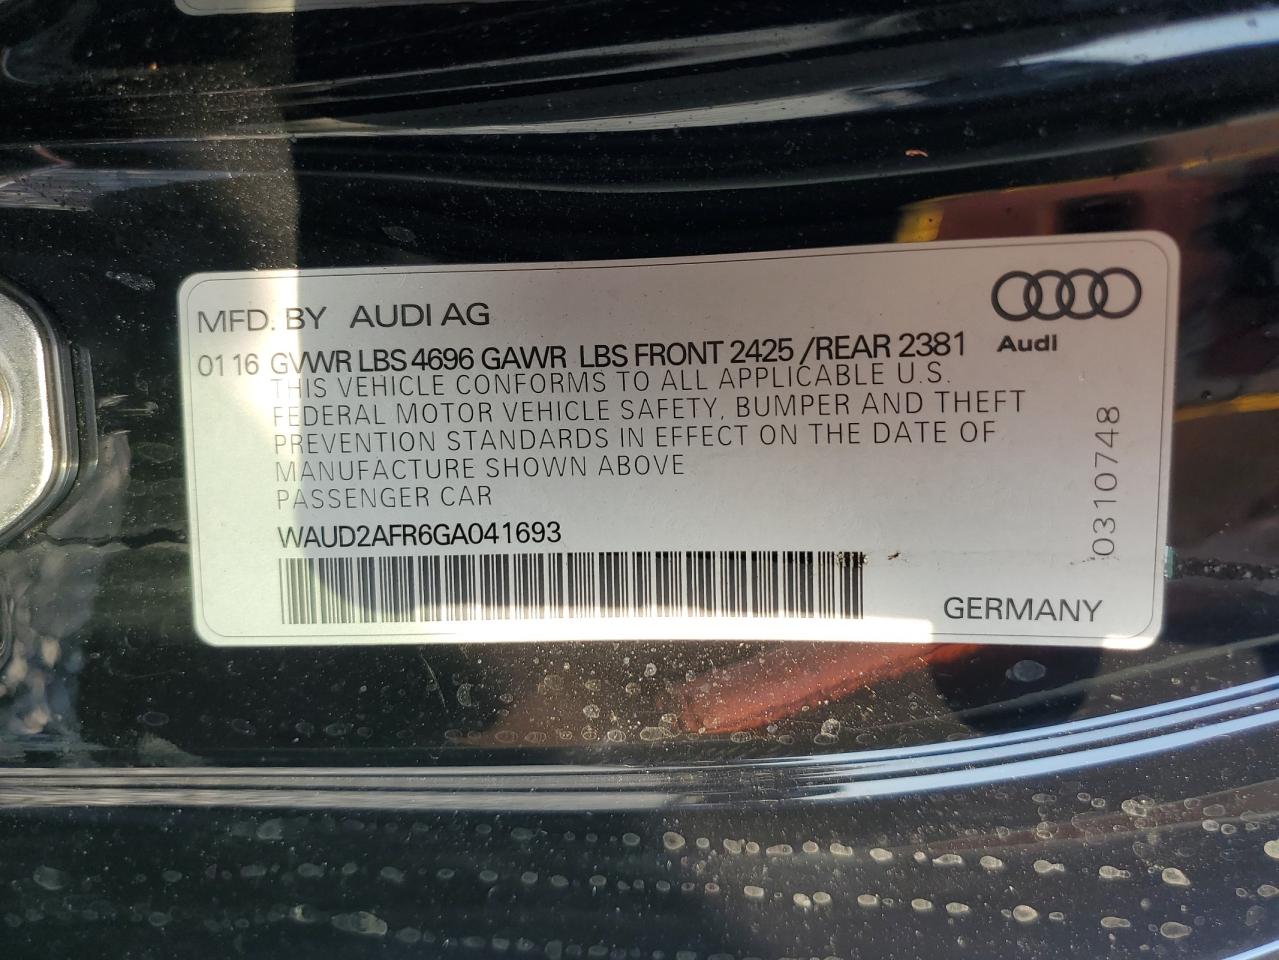 MFD. BY AUDI AG
01 16 GVWR LBS 4696 GAWR LBS FRONT 2425 /REAR 2381
Audi
THIS VEHICLE CONFORMS TO ALL APPLICABLE U.S.
FEDERAL MOTOR VEHICLE SAFETY, BUMPER AND THEFT
PREVENTION STANDARDS IN EFFECT ON THE DATE OF
MANUFACTURE SHOWN ABOVE
PASSENGER CAR
WAUD2AFR6GA041693
0310748
GERMANY